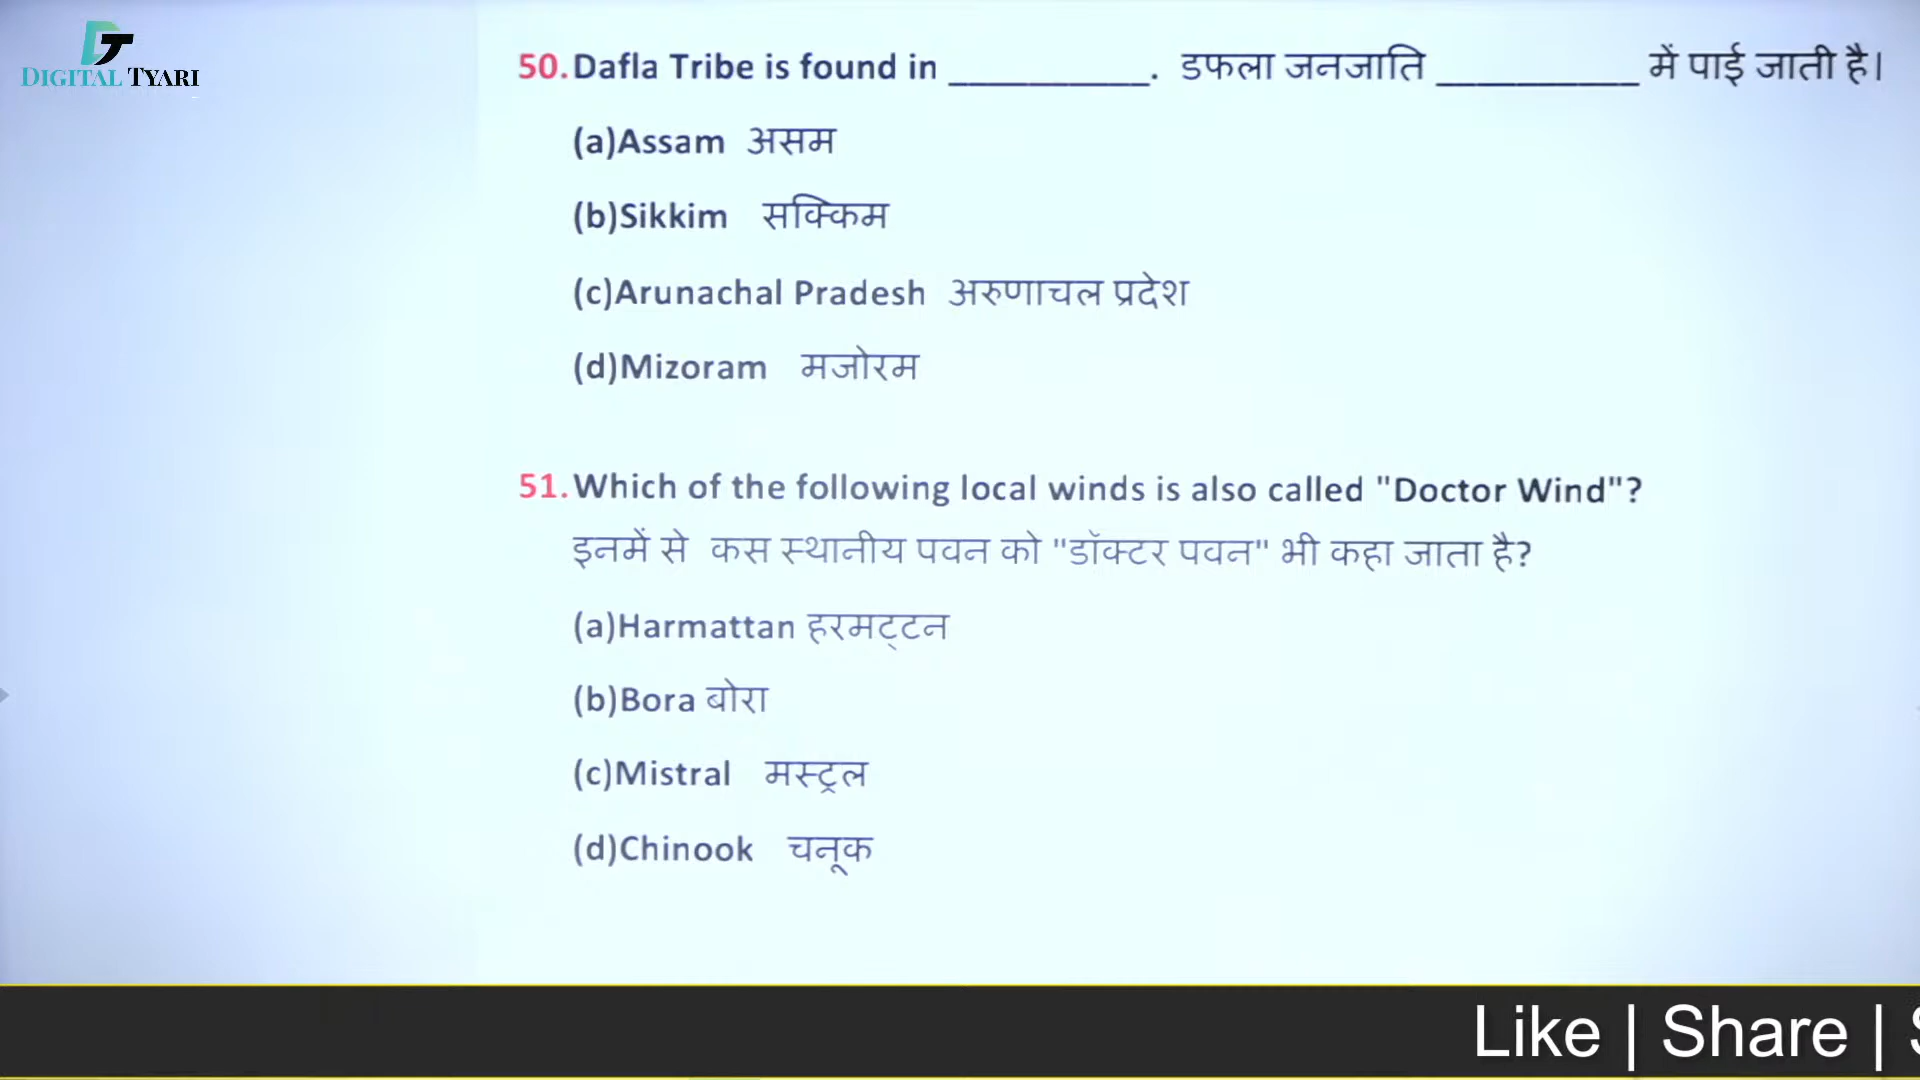 DIGITAL TYARI
50. Dafla Tribe is found in __________. डफला जनजाति __________ में पाई जाती है।
(a)Assam असम
(b)Sikkim सक्किम
(c)Arunachal Pradesh अरुणाचल प्रदेश
(d)Mizoram मजोरम
51. Which of the following local winds is also called "Doctor Wind"?
इनमें से कस स्थानीय पवन को "डॉक्टर पवन" भी कहा जाता है?
(a)Harmattan हरमट्टन
(b)Bora बोरा
(c)Mistral मस्ट्रल
(d)Chinook चनूक
Like | Share |